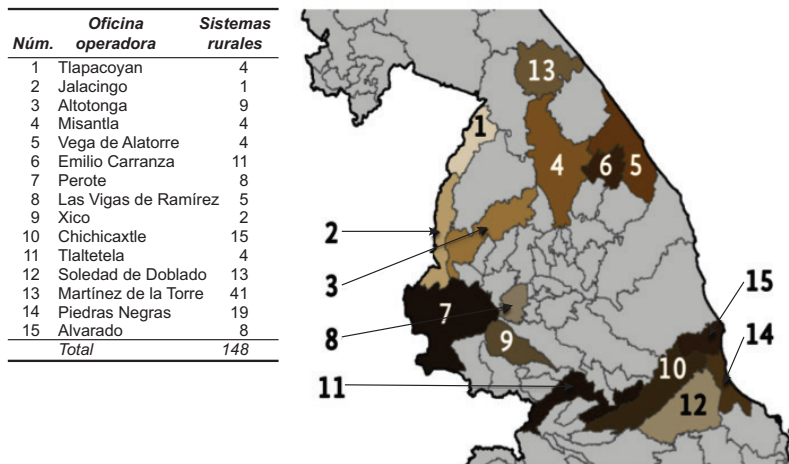 Núm. Oficina operadora Sistemas rurales
1 Tlapacoyan 4
2 Jalacingo 1
3 Altotonga 9
4 Misantla 4
5 Vega de Alatorre 4
6 Emilio Carranza 11
7 Perote 8
8 Las Vigas de Ramírez 5
9 Xico 2
10 Chichicaxtle 15
11 Tlaltetela 4
12 Soledad de Doblado 13
13 Martínez de la Torre 41
14 Piedras Negras 19
15 Alvarado 8
Total 148
13
1
4
6
5
2
3
7
8
9
15
14
10
11
12